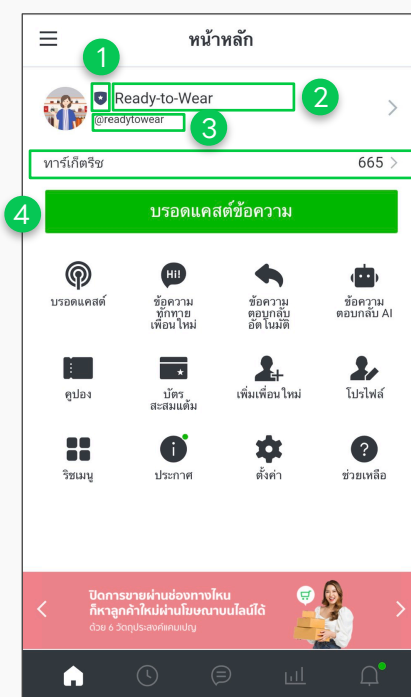 หน้าหลัก
1
Ready-to-Wear
2
@readytowear
3
ทาร์เก็ตรีช 665
4
บรอดแคสต์ข้อความ
Hi!
บรอดแคสต์
ข้อความ
ทักทาย
เพื่อนใหม่
ข้อความ
ตอบกลับ
อัตโนมัติ
ข้อความ
ตอบกลับ AI
คูปอง
บัตร
สะสมแต้ม
เพิ่มเพื่อนใหม่
โปรไฟล์
ริชเมนู
ประกาศ
ตั้งค่า
ช่วยเหลือ
ปิดการขายผ่านช่องทางไหน
ก็หาลูกค้าใหม่ผ่านโฆษณาบนไลน์ได้
ด้วย 6 วัตถุประสงค์แคมเปญ